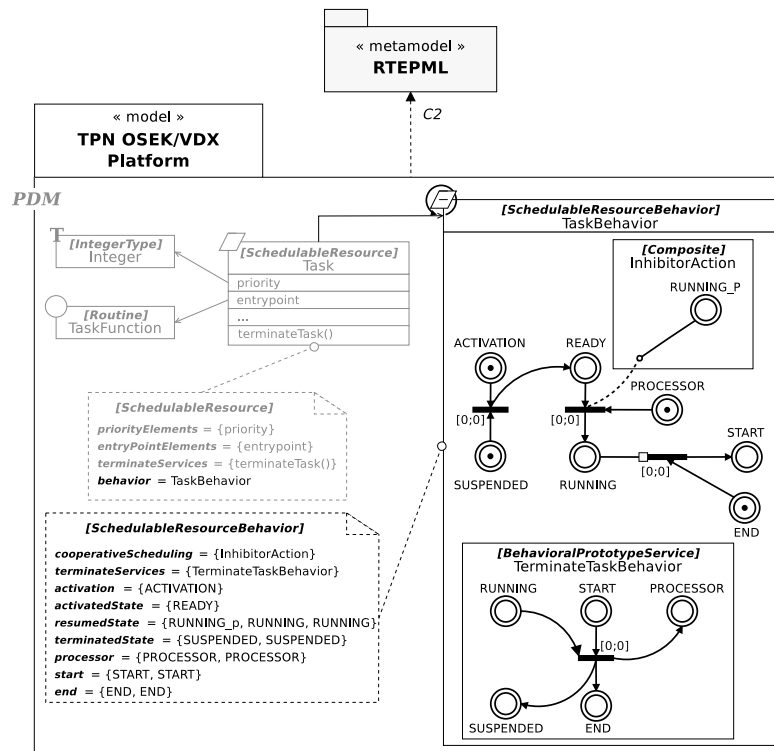 « metamodel »
RTEPML
C2
« model »
TPN OSEK/VDX
Platform
PDM
T
[IntegerType]
Integer
[Routine]
TaskFunction
[SchedulableResource]
Task
priority
entrypoint
...
terminateTask()
[SchedulableResource]
priorityElements = {priority}
entryPointElements = {entrypoint}
terminateServices = {terminateTask()}
behavior = TaskBehavior
[SchedulableResourceBehavior]
cooperativeScheduling = {InhibitorAction}
terminateServices = {TerminateTaskBehavior}
activation = {ACTIVATION}
activatedState = {READY}
resumedState = {RUNNING_p, RUNNING, RUNNING}
terminatedState = {SUSPENDED, SUSPENDED}
processor = {PROCESSOR, PROCESSOR}
start = {START, START}
end = {END, END}
[SchedulableResourceBehavior]
TaskBehavior
[Composite]
InhibitorAction
RUNNING_P
ACTIVATION
READY
PROCESSOR
[0;0]
[0;0]
START
[0;0]
SUSPENDED
RUNNING
END
[BehavioralPrototypeService]
TerminateTaskBehavior
RUNNING
START
PROCESSOR
[0;0]
SUSPENDED
END